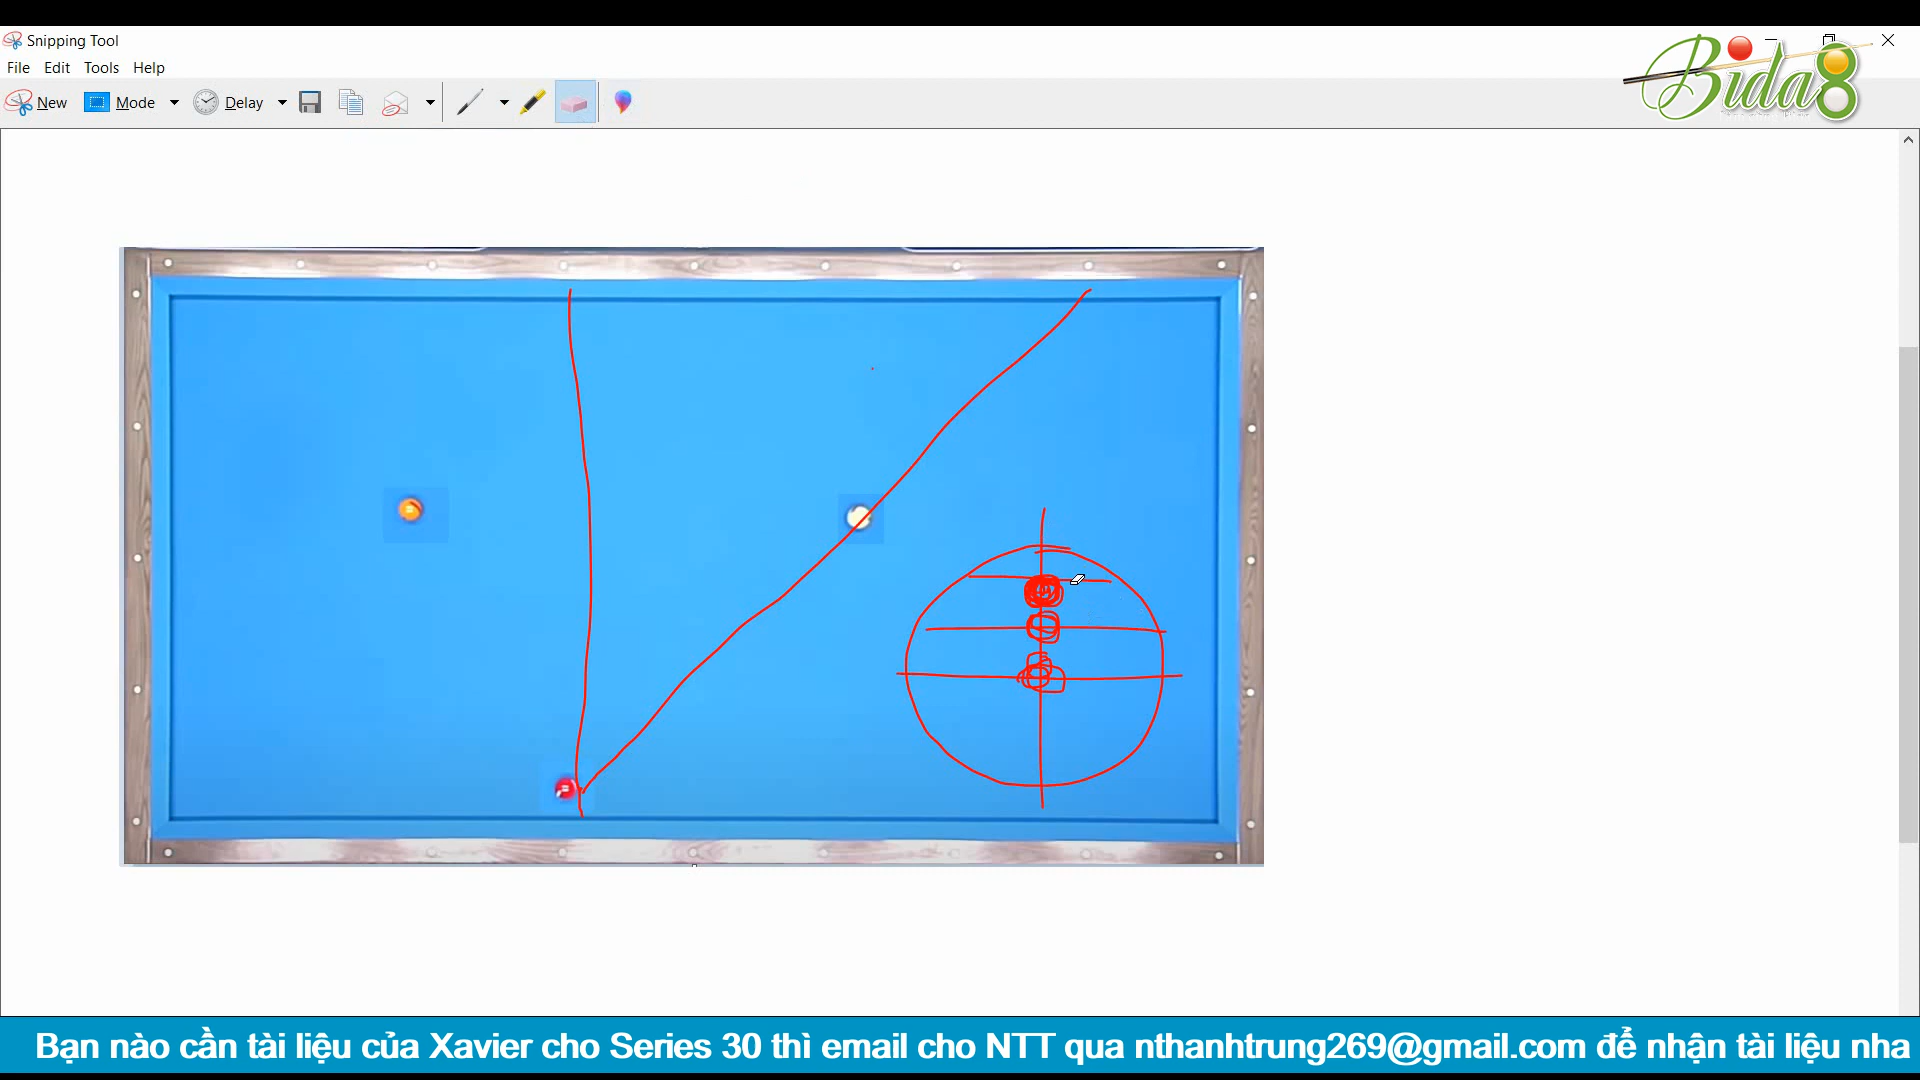 Snipping Tool
File Edit Tools Help
New Mode Delay
Bida8
Bạn nào cần tài liệu của Xavier cho Series 30 thì email cho NTT qua nthanhtrung269@gmail.com để nhận tài liệu nha